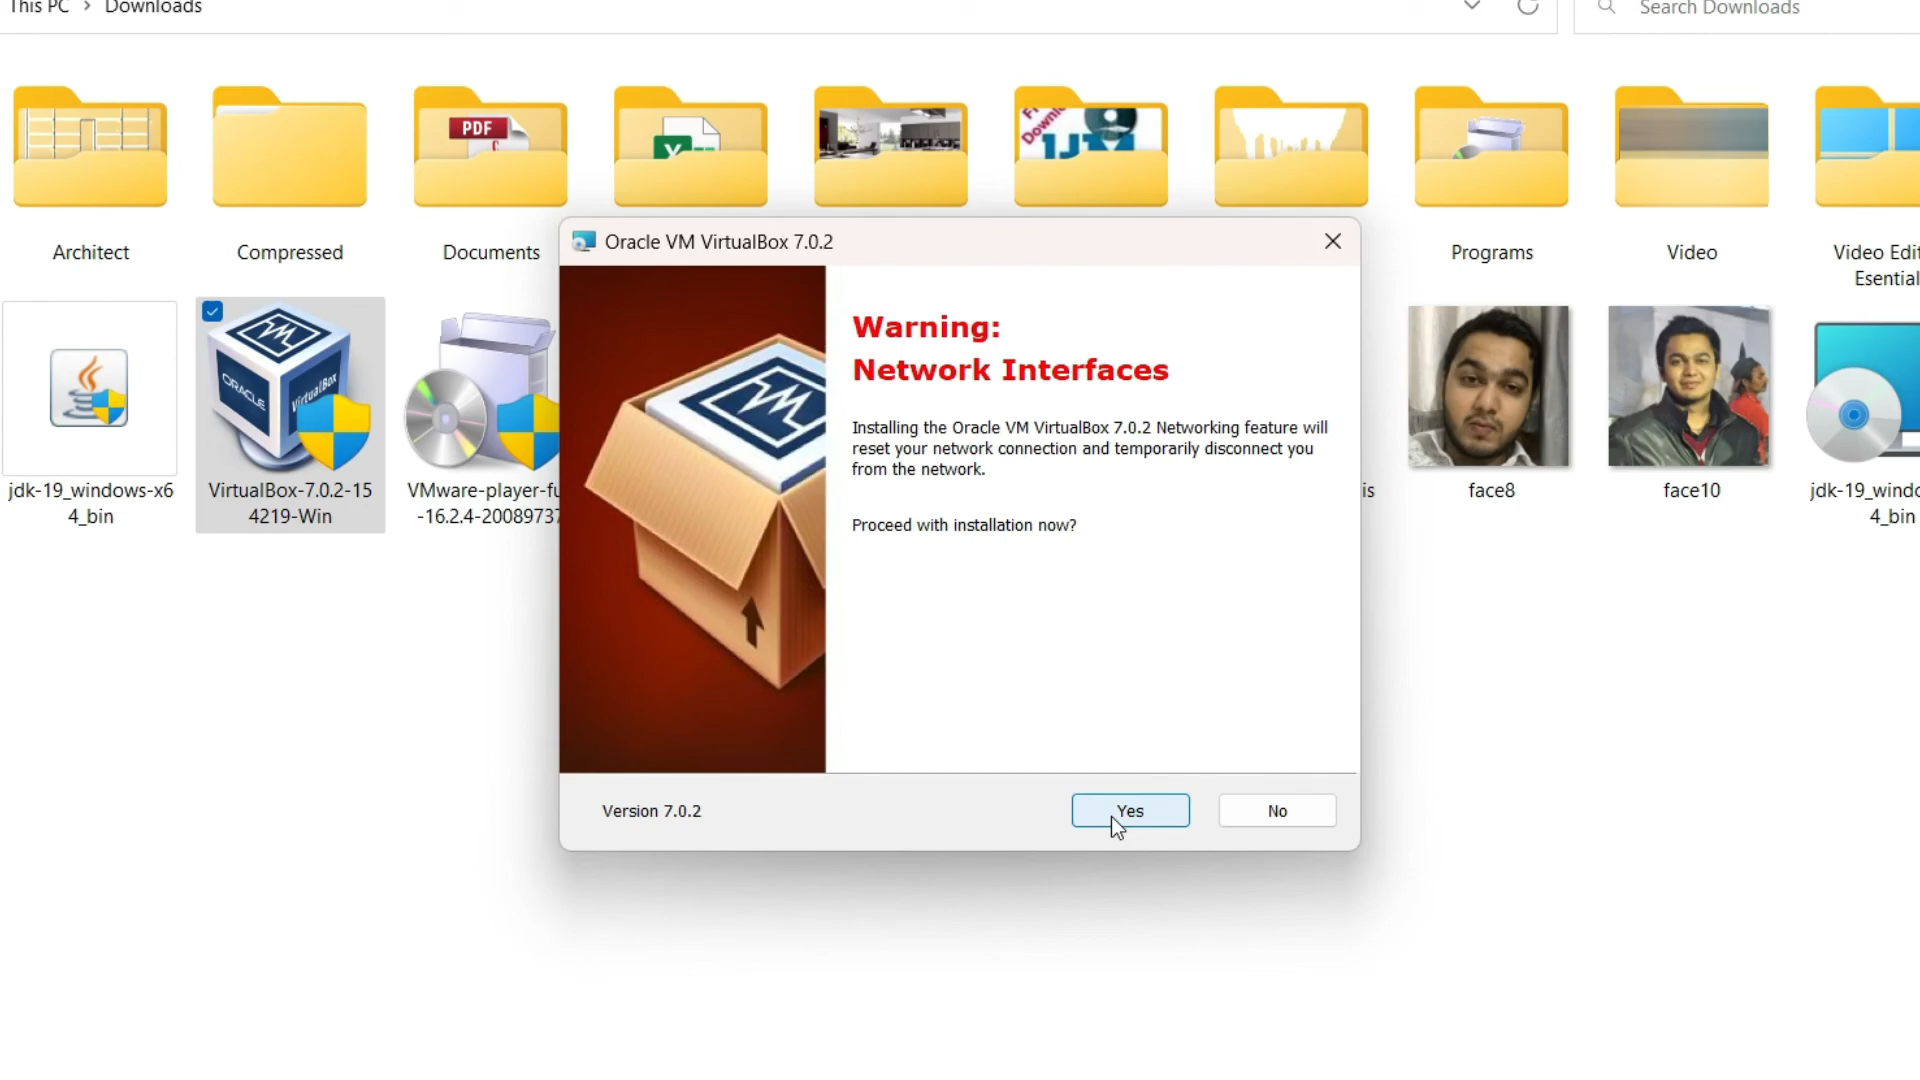 This PC > Downloads
Search Downloads
PDF
Downlo
1JM
Architect
Compressed
Documents
Programs
Video
Video Edit
Esential
Oracle VM VirtualBox 7.0.2
Warning:
Network Interfaces
Installing the Oracle VM VirtualBox 7.0.2 Networking feature will
reset your network connection and temporarily disconnect you
from the network.
Proceed with installation now?
Version 7.0.2
Yes
No
ORACLE
VirtualBox
jdk-19_windows-x6
4_bin
VirtualBox-7.0.2-15
4219-Win
VMware-player-fu
-16.2.4-20089737
is
face8
face10
jdk-19_windo
4_bin